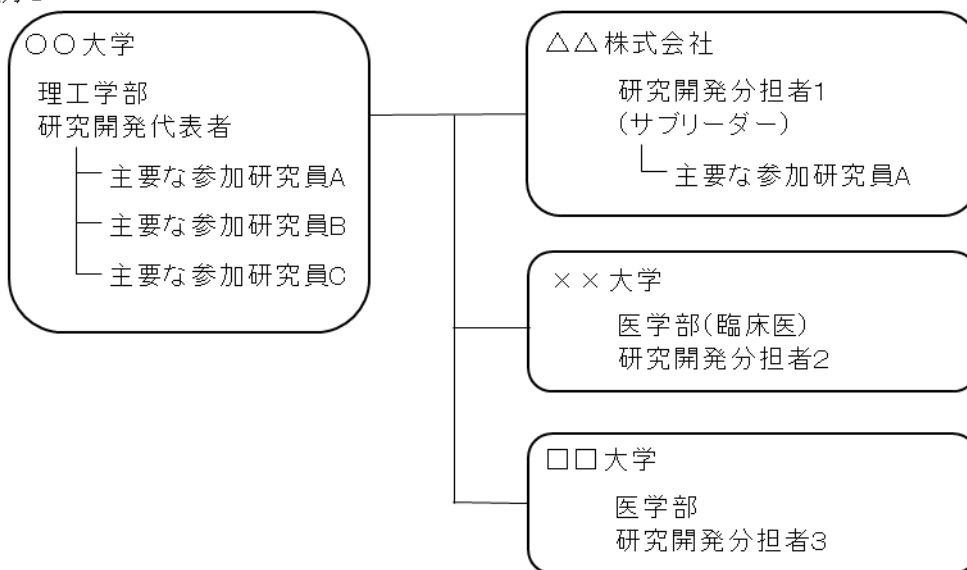 〇〇大学
理工学部
研究開発代表者
主要な参加研究員A
主要な参加研究員B
主要な参加研究員C
△△株式会社
研究開発分担者1
(サブリーダー)
主要な参加研究員A
××大学
医学部(臨床医)
研究開発分担者2
□□大学
医学部
研究開発分担者3